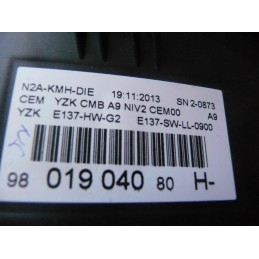 N2A-KMH-DIE 19:11:2013 SN 2-0873
CEM YZK CMB A9 NIV2 CEM00 A9
YZK E137-HW-G2 E137-SW-LL-0900
98 019 040 80 H-